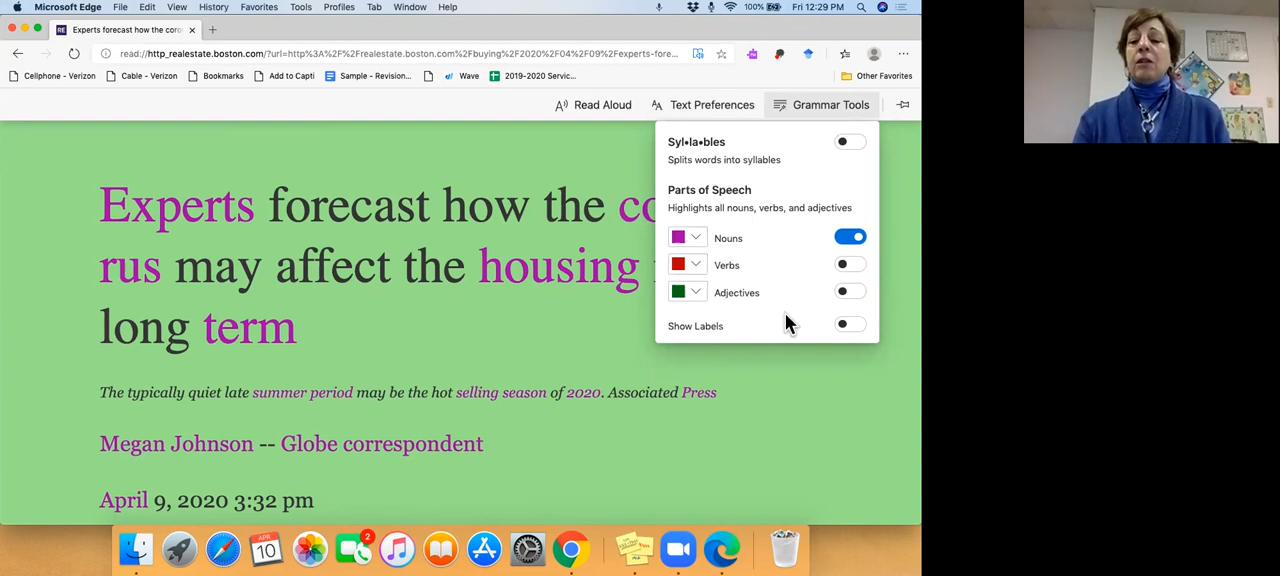 Microsoft Edge File Edit View History Favorites Tools Profiles Tab Window Help 100% Fri 12:29 PM
RE Experts forecast how the coro
read://http_realestate.boston.com/?url=http%3A%2F%2Frealestate.boston.com%2Fbuying%2F2020%2F04%2F09%2Fexperts-fore...
Cellphone - Verizon Cable - Verizon Bookmarks Add to Capti Sample - Revision... Wave 2019-2020 Servic... Other Favorites
Read Aloud Text Preferences Grammar Tools
Syl•la•bles
Splits words into syllables
Parts of Speech
Highlights all nouns, verbs, and adjectives
Nouns
Verbs
Adjectives
Show Labels
Experts forecast how the co
rus may affect the housing
long term
The typically quiet late summer period may be the hot selling season of 2020. Associated Press
Megan Johnson -- Globe correspondent
April 9, 2020 3:32 pm
2
APR
10